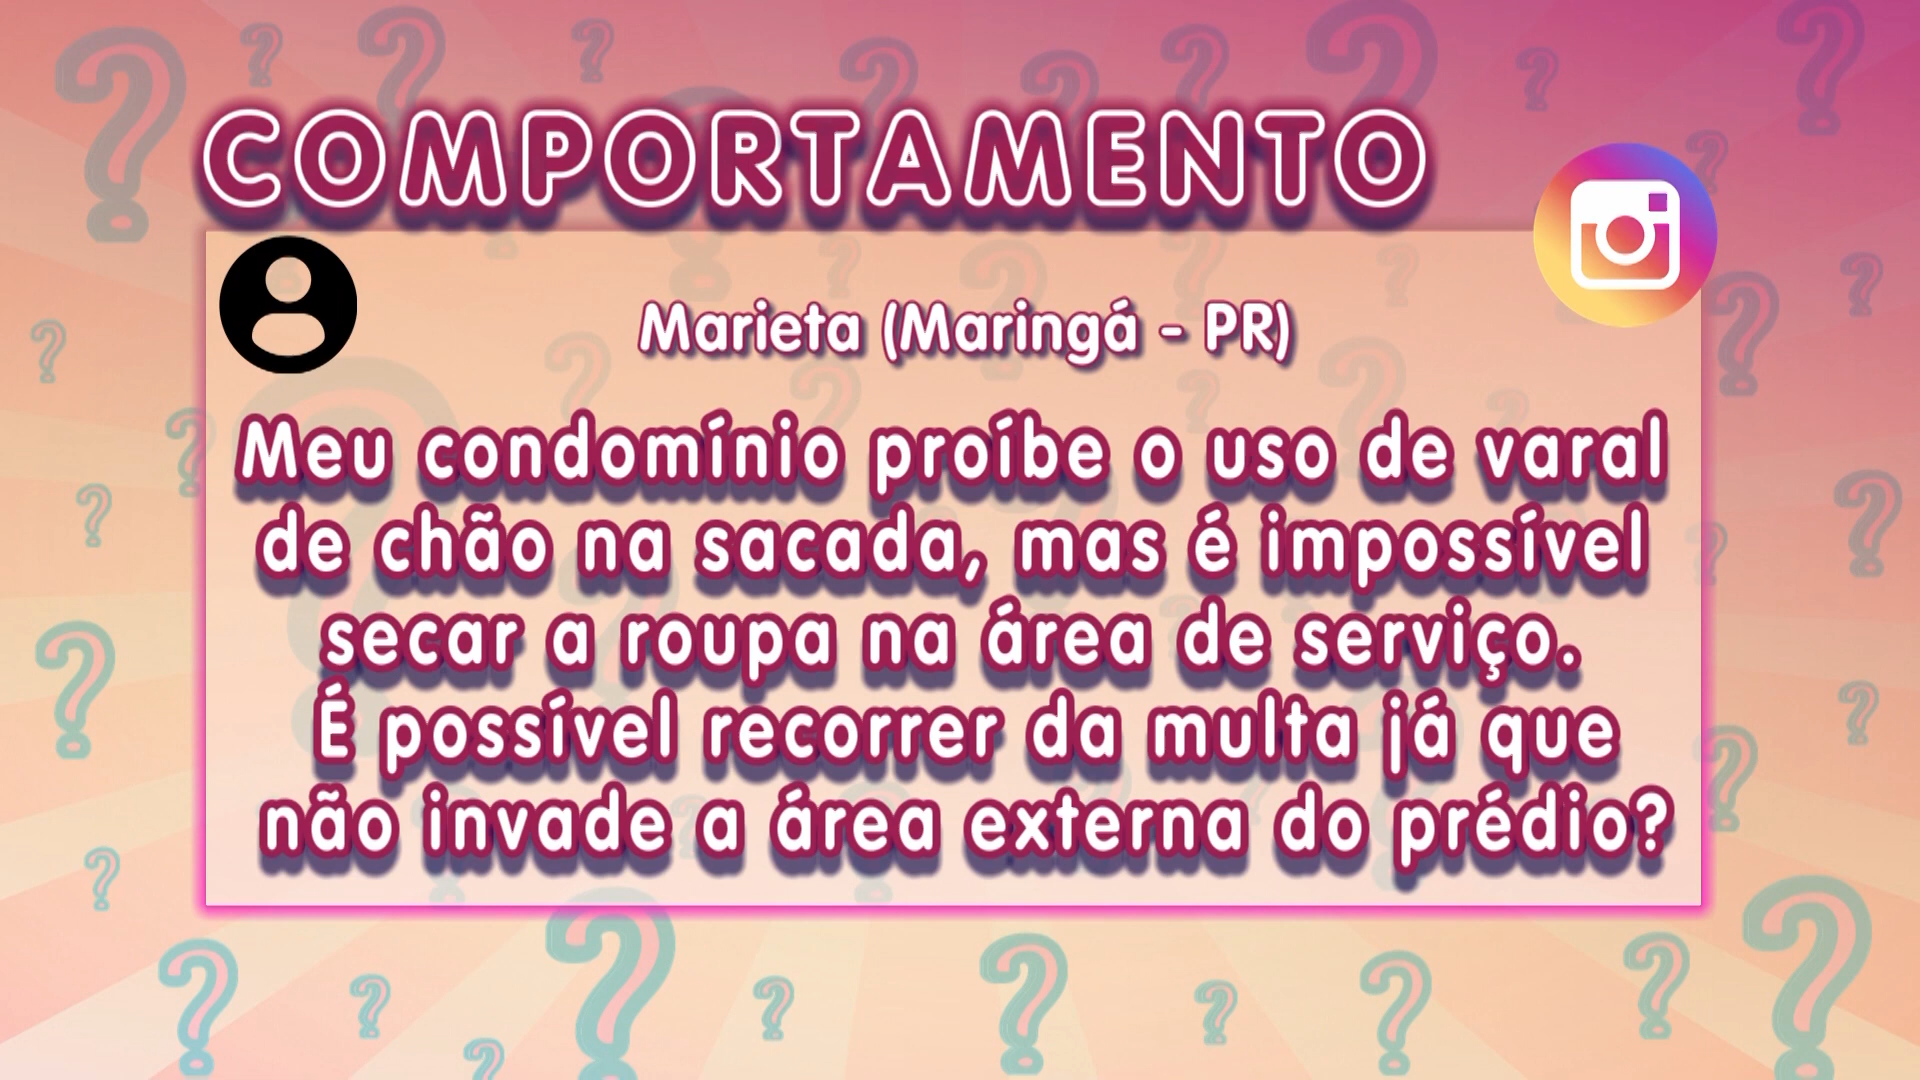 COMPORTAMENTO
Marieta (Maringá - PR)
Meu condomínio proíbe o uso de varal
de chão na sacada, mas é impossível
secar a roupa na área de serviço.
É possível recorrer da multa já que
não invade a área externa do prédio?